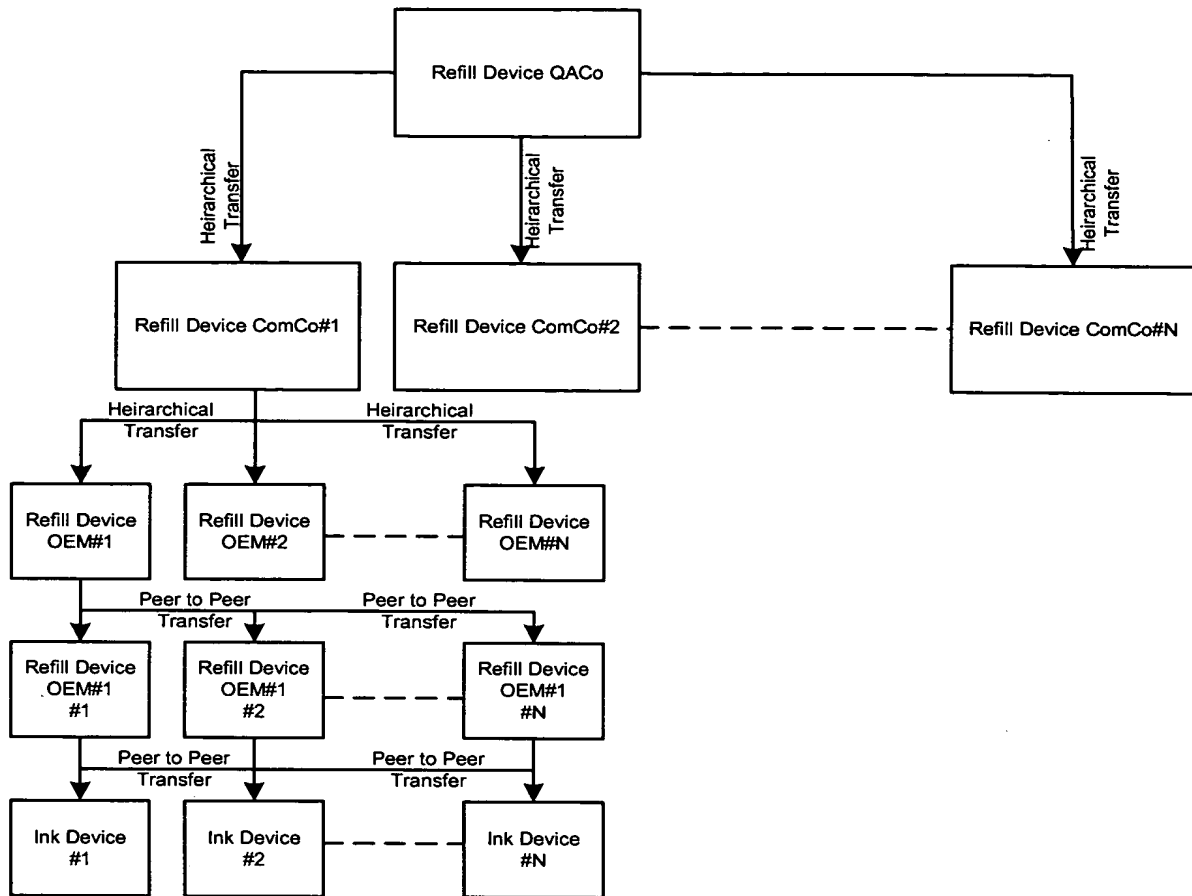 Refill Device QACo
Heirarchical
Transfer
Heirarchical
Transfer
Heirarchical
Transfer
Refill Device ComCo#1
Refill Device ComCo#2
Refill Device ComCo#N
Heirarchical
Transfer
Heirarchical
Transfer
Refill Device
OEM#1
Refill Device
OEM#2
Refill Device
OEM#N
Peer to Peer
Transfer
Peer to Peer
Transfer
Refill Device
OEM#1
#1
Refill Device
OEM#1
#2
Refill Device
OEM#1
#N
Peer to Peer
Transfer
Peer to Peer
Transfer
Ink Device
#1
Ink Device
#2
Ink Device
#N